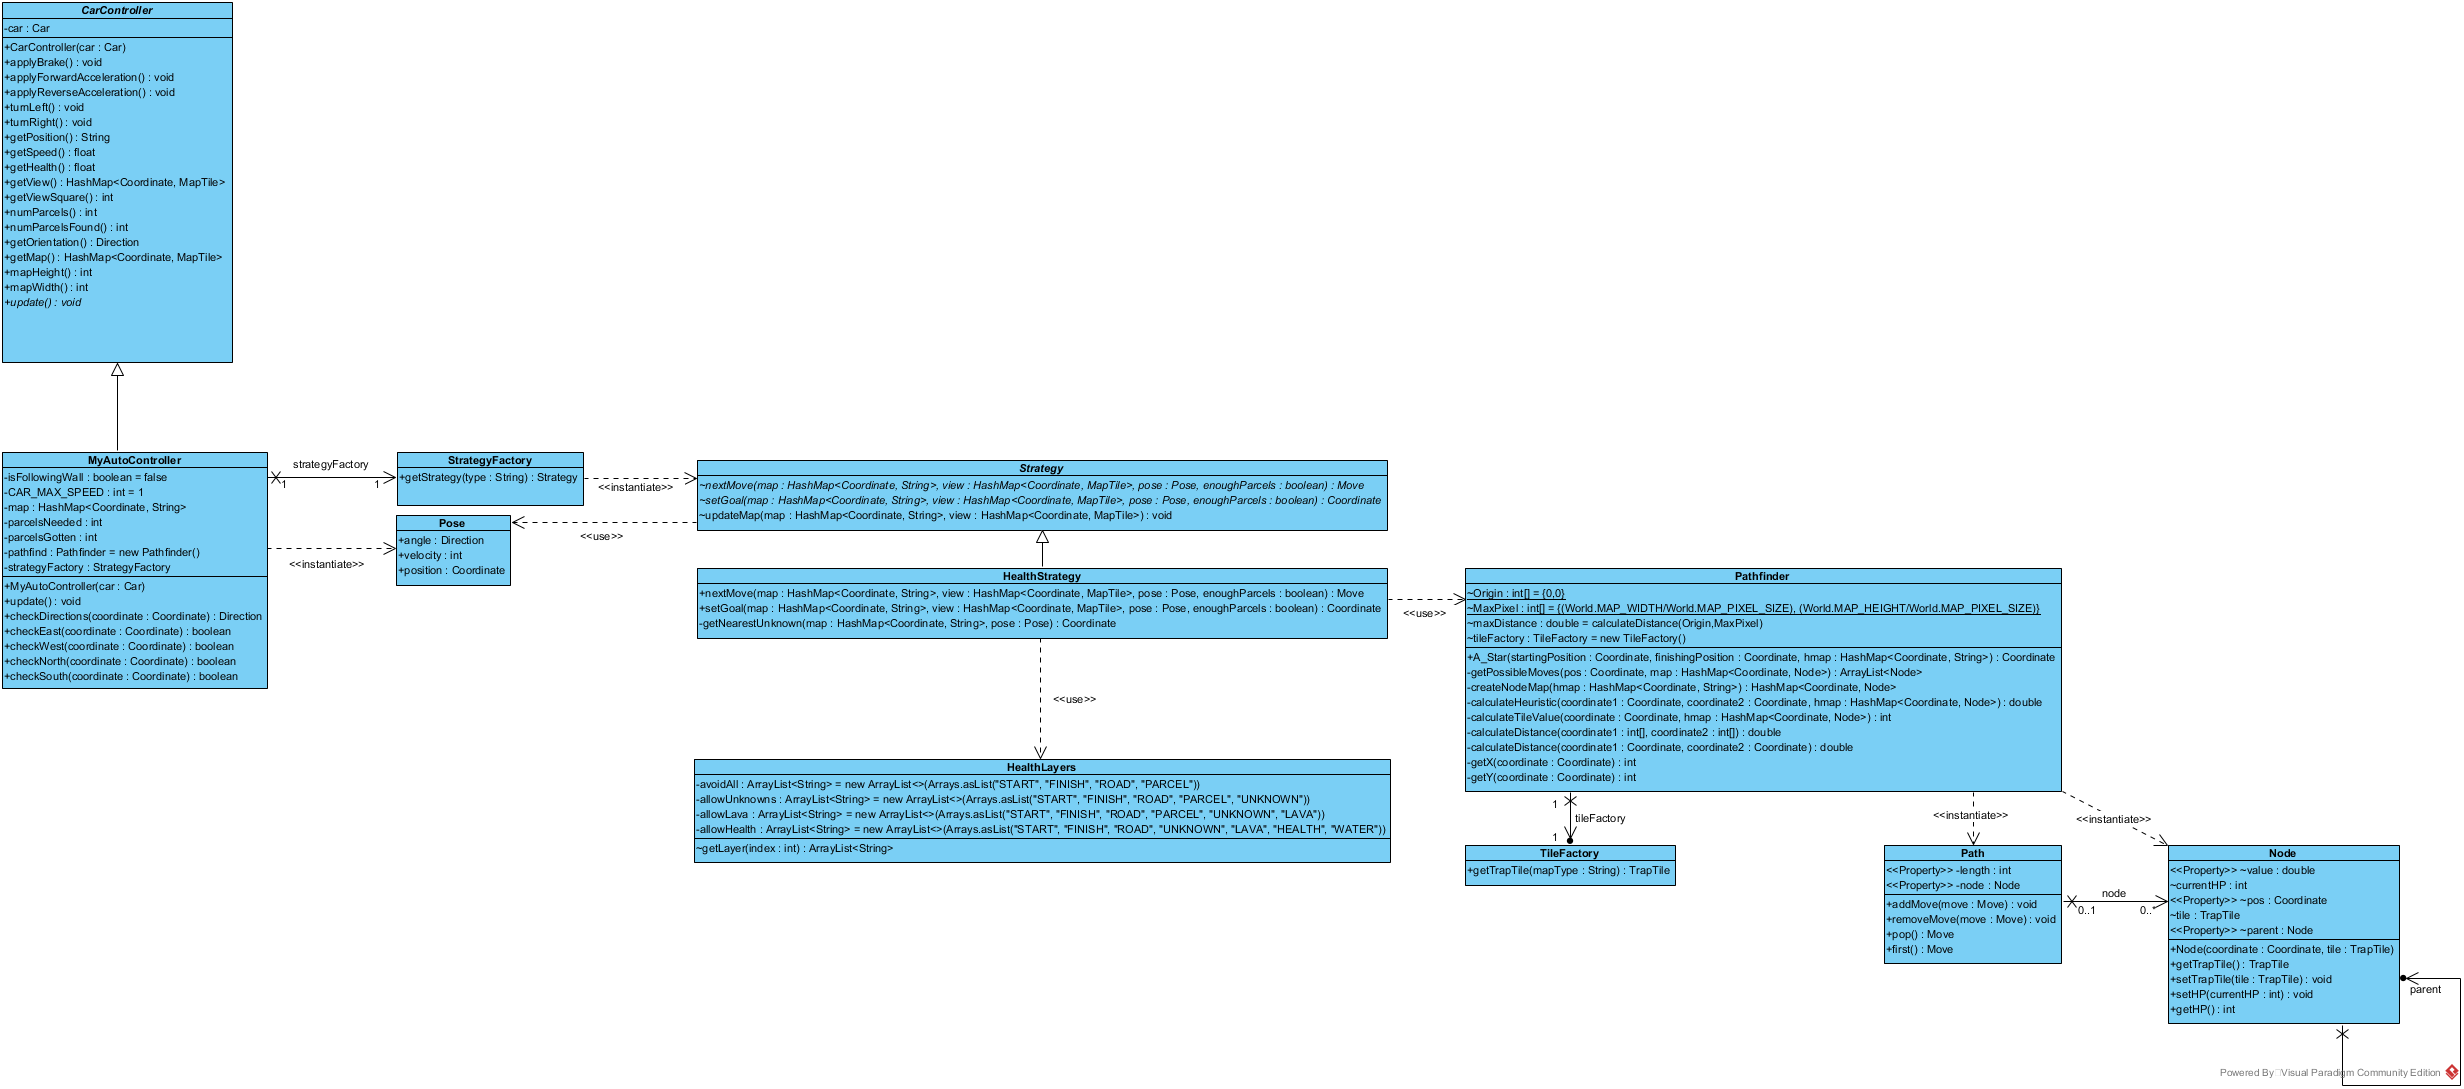 CarController
-car : Car
+CarController(car : Car)
+applyBrake() : void
+applyForwardAcceleration() : void
+applyReverseAcceleration() : void
+turnLeft() : void
+turnRight() : void
+getPosition() : String
+getSpeed() : float
+getHealth() : float
+getView() : HashMap<Coordinate, MapTile>
+getViewSquare() : int
+numParcels() : int
+numParcelsFound() : int
+getOrientation() : Direction
+getMap() : HashMap<Coordinate, MapTile>
+mapHeight() : int
+mapWidth() : int
+update() : void
MyAutoController
-isFollowingWall : boolean = false
-CAR_MAX_SPEED : int = 1
-map : HashMap<Coordinate, String>
-parcelsNeeded : int
-parcelsGotten : int
-pathfind : Pathfinder = new Pathfinder()
-strategyFactory : StrategyFactory
+MyAutoController(car : Car)
+update() : void
+checkDirections(coordinate : Coordinate) : Direction
+checkEast(coordinate : Coordinate) : boolean
+checkWest(coordinate : Coordinate) : boolean
+checkNorth(coordinate : Coordinate) : boolean
+checkSouth(coordinate : Coordinate) : boolean
strategyFactory
1
1
<<instantiate>>
StrategyFactory
+getStrategy(type : String) : Strategy
<<instantiate>>
Pose
+angle : Direction
+velocity : int
+position : Coordinate
<<use>>
Strategy
~nextMove(map : HashMap<Coordinate, String>, view : HashMap<Coordinate, MapTile>, pose : Pose, enoughParcels : boolean) : Move
~setGoal(map : HashMap<Coordinate, String>, view : HashMap<Coordinate, MapTile>, pose : Pose, enoughParcels : boolean) : Coordinate
~updateMap(map : HashMap<Coordinate, String>, view : HashMap<Coordinate, MapTile>) : void
HealthStrategy
+nextMove(map : HashMap<Coordinate, String>, view : HashMap<Coordinate, MapTile>, pose : Pose, enoughParcels : boolean) : Move
+setGoal(map : HashMap<Coordinate, String>, view : HashMap<Coordinate, MapTile>, pose : Pose, enoughParcels : boolean) : Coordinate
-getNearestUnknown(map : HashMap<Coordinate, String>, pose : Pose) : Coordinate
<<use>>
<<use>>
HealthLayers
-avoidAll : ArrayList<String> = new ArrayList<>(Arrays.asList("START", "FINISH", "ROAD", "PARCEL"))
-allowUnknowns : ArrayList<String> = new ArrayList<>(Arrays.asList("START", "FINISH", "ROAD", "PARCEL", "UNKNOWN"))
-allowLava : ArrayList<String> = new ArrayList<>(Arrays.asList("START", "FINISH", "ROAD", "PARCEL", "UNKNOWN", "LAVA"))
-allowHealth : ArrayList<String> = new ArrayList<>(Arrays.asList("START", "FINISH", "ROAD", "UNKNOWN", "LAVA", "HEALTH", "WATER"))
~getLayer(index : int) : ArrayList<String>
Pathfinder
~Origin : int[] = {0,0}
~MaxPixel : int[] = {(World.MAP_WIDTH/World.MAP_PIXEL_SIZE), (World.MAP_HEIGHT/World.MAP_PIXEL_SIZE)}
~maxDistance : double = calculateDistance(Origin,MaxPixel)
~tileFactory : TileFactory = new TileFactory()
+A_Star(startingPosition : Coordinate, finishingPosition : Coordinate, hmap : HashMap<Coordinate, String>) : Coordinate
-getPossibleMoves(pos : Coordinate, map : HashMap<Coordinate, Node>) : ArrayList<Node>
-createNodeMap(hmap : HashMap<Coordinate, String>) : HashMap<Coordinate, Node>
-calculateHeuristic(coordinate1 : Coordinate, coordinate2 : Coordinate, hmap : HashMap<Coordinate, Node>) : double
-calculateTileValue(coordinate : Coordinate, hmap : HashMap<Coordinate, Node>) : int
-calculateDistance(coordinate1 : int[], coordinate2 : int[]) : double
-calculateDistance(coordinate1 : Coordinate, coordinate2 : Coordinate) : double
-getX(coordinate : Coordinate) : int
-getY(coordinate : Coordinate) : int
1
tileFactory
1
<<instantiate>>
<<instantiate>>
TileFactory
+getTrapTile(mapType : String) : TrapTile
Path
<<Property>> -length : int
<<Property>> -node : Node
+addMove(move : Move) : void
+removeMove(move : Move) : void
+pop() : Move
+first() : Move
node
0..1
0..*
Node
<<Property>> ~value : double
~currentHP : int
<<Property>> ~pos : Coordinate
~tile : TrapTile
<<Property>> ~parent : Node
+Node(coordinate : Coordinate, tile : TrapTile)
+getTrapTile() : TrapTile
+setTrapTile(tile : TrapTile) : void
+setHP(currentHP : int) : void
+getHP() : int
parent
Powered By Visual Paradigm Community Edition